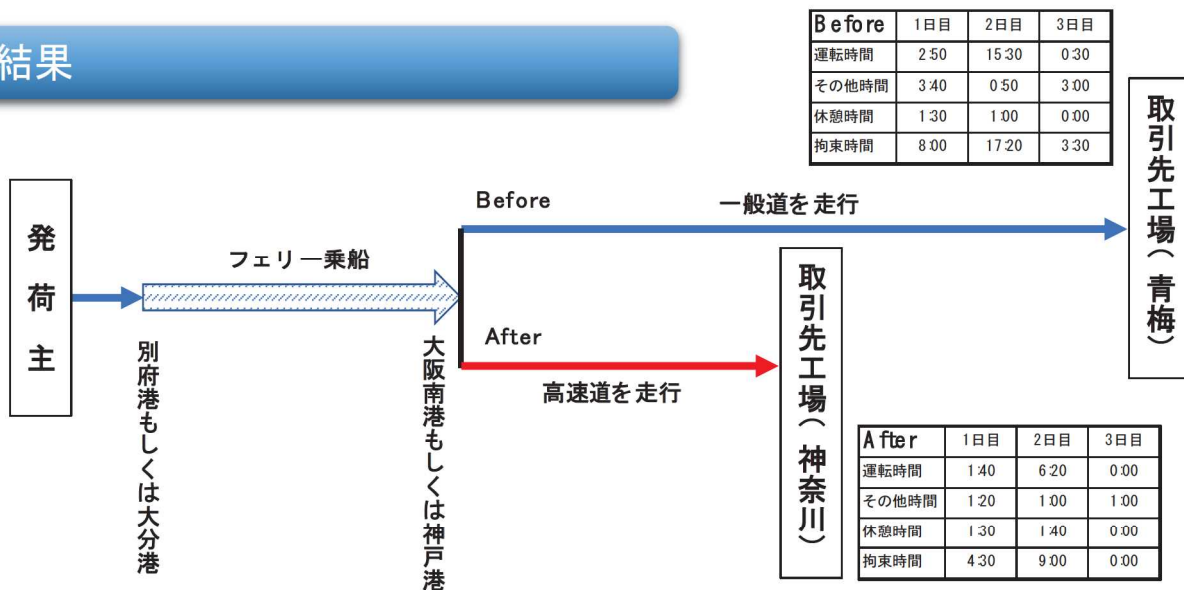 結果
Before 1日目 2日目 3日目
運転時間 2:50 15:30 0:30
その他時間 3:40 0:50 3:00
休憩時間 1:30 1:00 0:00
拘束時間 8:00 17:20 3:30
取引先工場（青梅）
発荷主
フェリー乗船
Before
一般道を走行
別府港もしくは大分港
大阪南港もしくは神戸港
After
高速道を走行
取引先工場（神奈川）
After 1日目 2日目 3日目
運転時間 1:40 6:20 0:00
その他時間 1:20 1:00 1:00
休憩時間 1:30 1:40 0:00
拘束時間 4:30 9:00 0:00